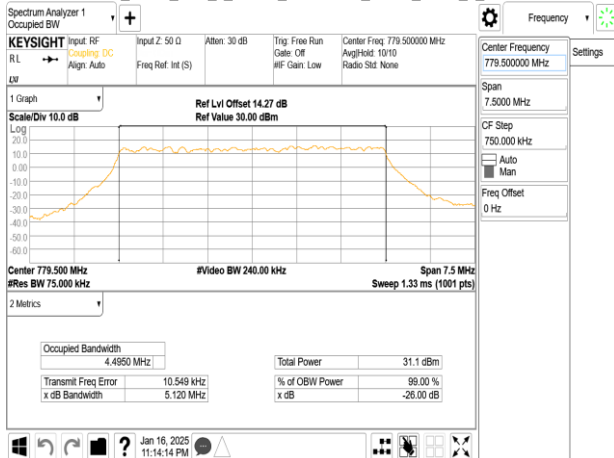 Spectrum Analyzer 1
Occupied BW
Frequency
KEYSIGHT
Input: RF
Coupling: DC
Align: Auto
Input Z: 50 Ω
Freq Ref: Int (S)
Atten: 30 dB
Trig: Free Run
Gate: Off
#IF Gain: Low
Center Freq: 779.500000 MHz
Avg|Hold: 10/10
Radio Std: None
RL
LXI
Center Frequency
779.500000 MHz
Settings
Span
7.5000 MHz
CF Step
750.000 kHz
Auto
Man
Freq Offset
0 Hz
1 Graph
Scale/Div 10.0 dB
Ref Lvl Offset 14.27 dB
Ref Value 30.00 dBm
Log
20.0
10.0
0.00
-10.0
-20.0
-30.0
-40.0
-50.0
-60.0
Center 779.500 MHz
#Video BW 240.00 kHz
Span 7.5 MHz
#Res BW 75.000 kHz
Sweep 1.33 ms (1001 pts)
2 Metrics
Occupied Bandwidth
4.4950 MHz
Total Power 31.1 dBm
Transmit Freq Error 10.549 kHz
% of OBW Power 99.00 %
x dB Bandwidth 5.120 MHz
x dB -26.00 dB
?
Jan 16, 2025
11:14:14 PM